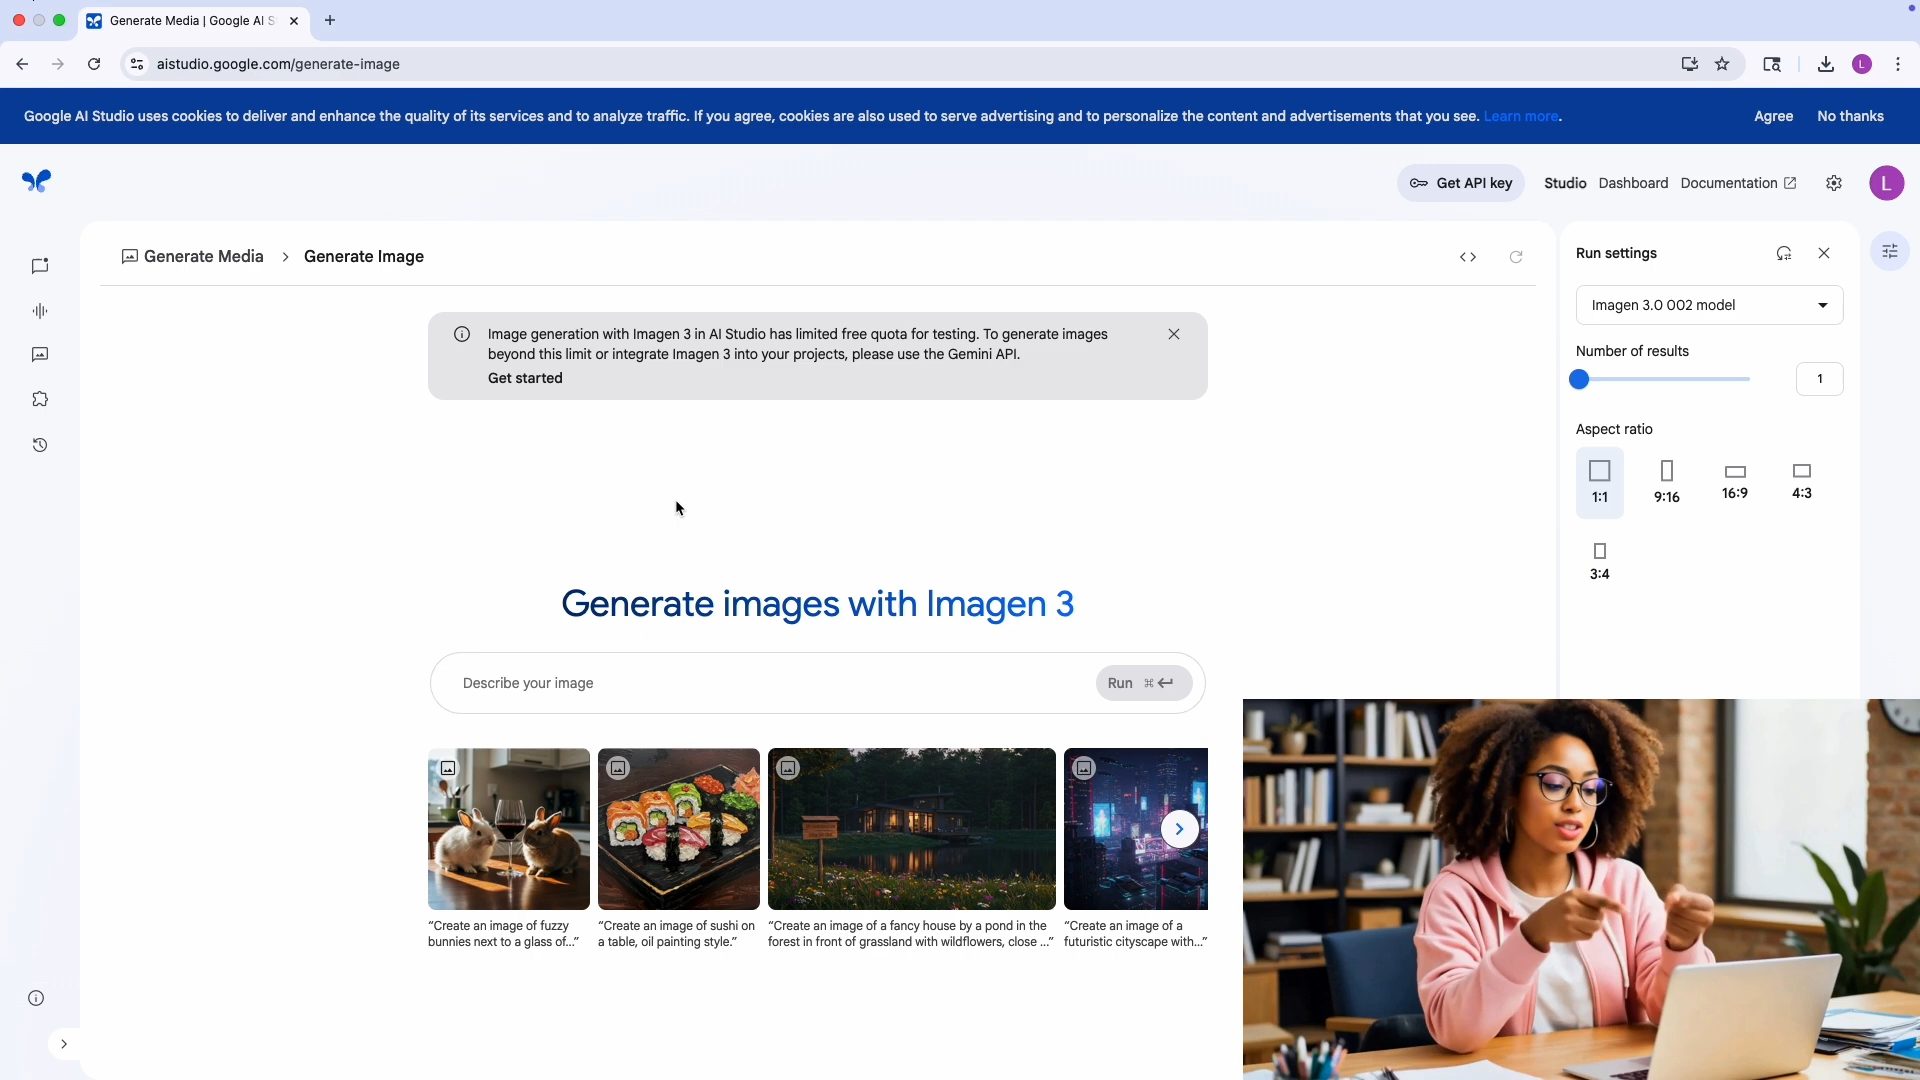 Generate Media | Google AI S
aistudio.google.com/generate-image
L
Google AI Studio uses cookies to deliver and enhance the quality of its services and to analyze traffic. If you agree, cookies are also used to serve advertising and to personalize the content and advertisements that you see. Learn more.
Agree
No thanks
Get API key
Studio
Dashboard
Documentation
L
Generate Media > Generate Image
Run settings
Image generation with Imagen 3 in AI Studio has limited free quota for testing. To generate images
beyond this limit or integrate Imagen 3 into your projects, please use the Gemini API.
Get started
Imagen 3.0 002 model
Number of results
1
Aspect ratio
1:1
9:16
16:9
4:3
3:4
Generate images with Imagen 3
Describe your image
Run ⌘
“Create an image of fuzzy
bunnies next to a glass of...”
“Create an image of sushi on
a table, oil painting style.”
“Create an image of a fancy house by a pond in the
forest in front of grassland with wildflowers, close ...”
“Create an image of a
futuristic cityscape with...”